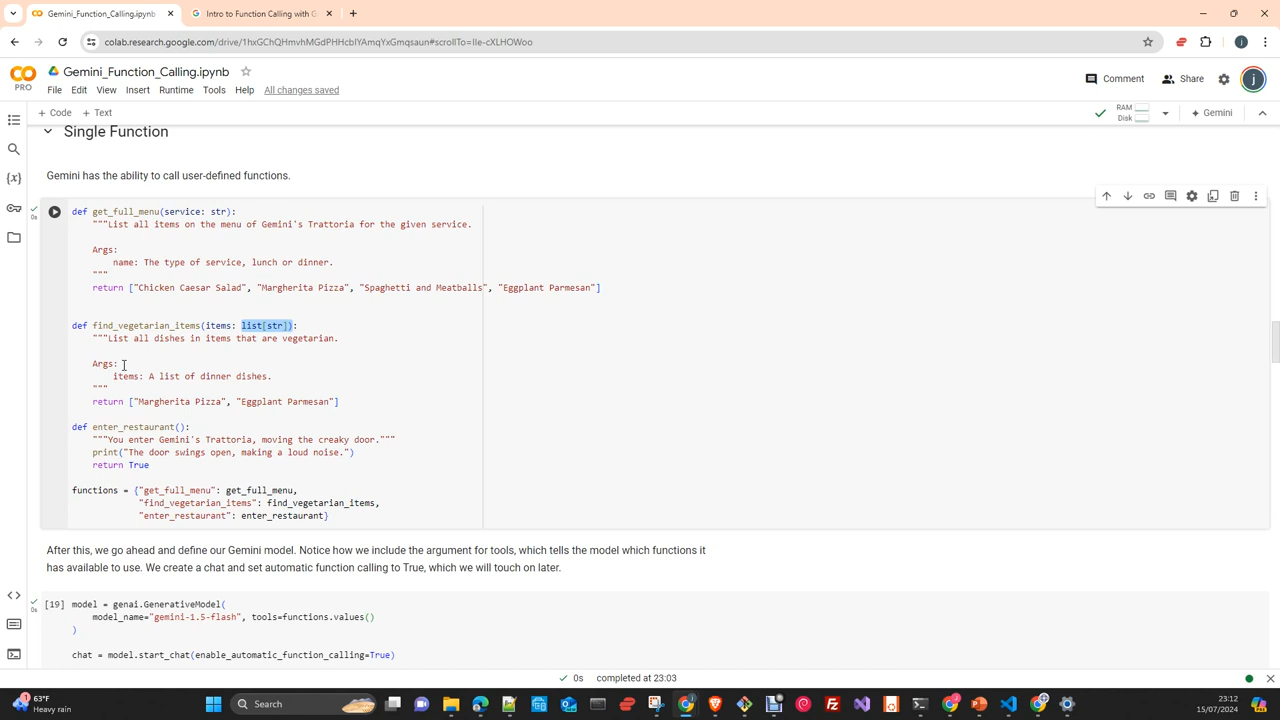 Gemini_Function_Calling.ipynb
Intro to Function Calling with G
colab.research.google.com/drive/1hxGChQHmvhMGdPHHcblYAmqYxGmqsaun#scrollTo=lIe-cXLHOWoo
Gemini_Function_Calling.ipynb
Comment
Share
j
PRO
File Edit View Insert Runtime Tools Help All changes saved
+ Code + Text
RAM
Disk
Gemini
Single Function
Gemini has the ability to call user-defined functions.
0s
def get_full_menu(service: str):
"""List all items on the menu of Gemini's Trattoria for the given service.
Args:
name: The type of service, lunch or dinner.
"""
return ["Chicken Caesar Salad", "Margherita Pizza", "Spaghetti and Meatballs", "Eggplant Parmesan"]
def find_vegetarian_items(items: list[str]):
"""List all dishes in items that are vegetarian.
Args:
items: A list of dinner dishes.
"""
return ["Margherita Pizza", "Eggplant Parmesan"]
def enter_restaurant():
"""You enter Gemini's Trattoria, moving the creaky door."""
print("The door swings open, making a loud noise.")
return True
functions = {"get_full_menu": get_full_menu,
"find_vegetarian_items": find_vegetarian_items,
"enter_restaurant": enter_restaurant}
After this, we go ahead and define our Gemini model. Notice how we include the argument for tools, which tells the model which functions it
has available to use. We create a chat and set automatic function calling to True, which we will touch on later.
0s
[19] model = genai.GenerativeModel(
model_name="gemini-1.5-flash", tools=functions.values()
)
chat = model.start_chat(enable_automatic_function_calling=True)
0s completed at 23:03
63°F
Heavy rain
Search
23:12
15/07/2024